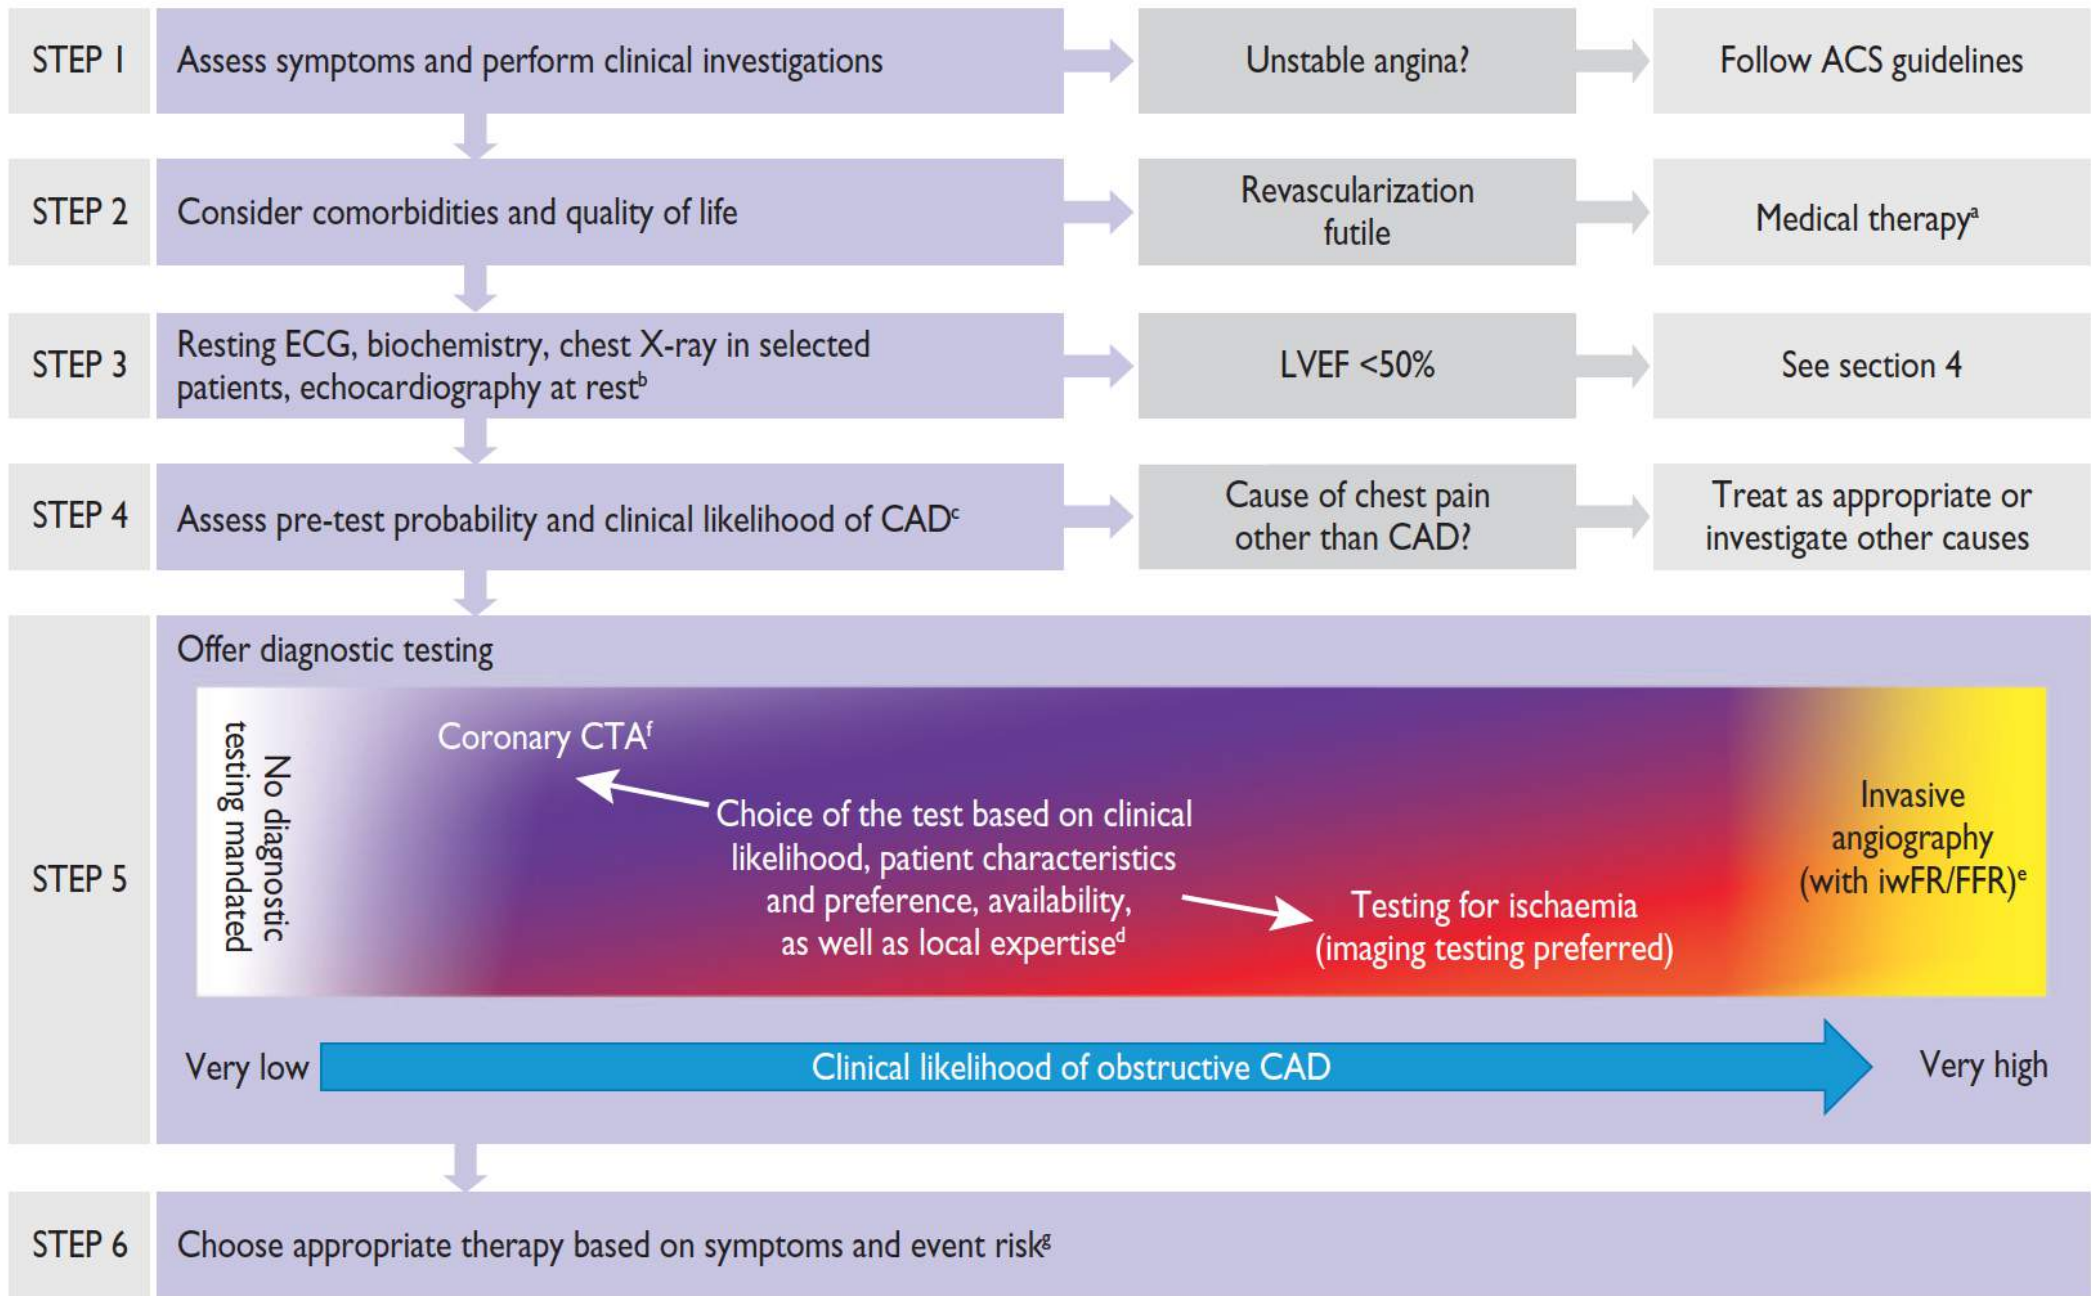 STEP 1
Assess symptoms and perform clinical investigations
Unstable angina?
Follow ACS guidelines
STEP 2
Consider comorbidities and quality of life
Revascularization
futile
Medical therapyᵃ
STEP 3
Resting ECG, biochemistry, chest X-ray in selected
patients, echocardiography at restᵇ
LVEF <50%
See section 4
STEP 4
Assess pre-test probability and clinical likelihood of CADᶜ
Cause of chest pain
other than CAD?
Treat as appropriate or
investigate other causes
STEP 5
Offer diagnostic testing
No diagnostic
testing mandated
Coronary CTAᶠ
Choice of the test based on clinical
likelihood, patient characteristics
and preference, availability,
as well as local expertiseᵈ
Testing for ischaemia
(imaging testing preferred)
Invasive
angiography
(with iwFR/FFR)ᵉ
Very low
Clinical likelihood of obstructive CAD
Very high
STEP 6
Choose appropriate therapy based on symptoms and event riskᵍ